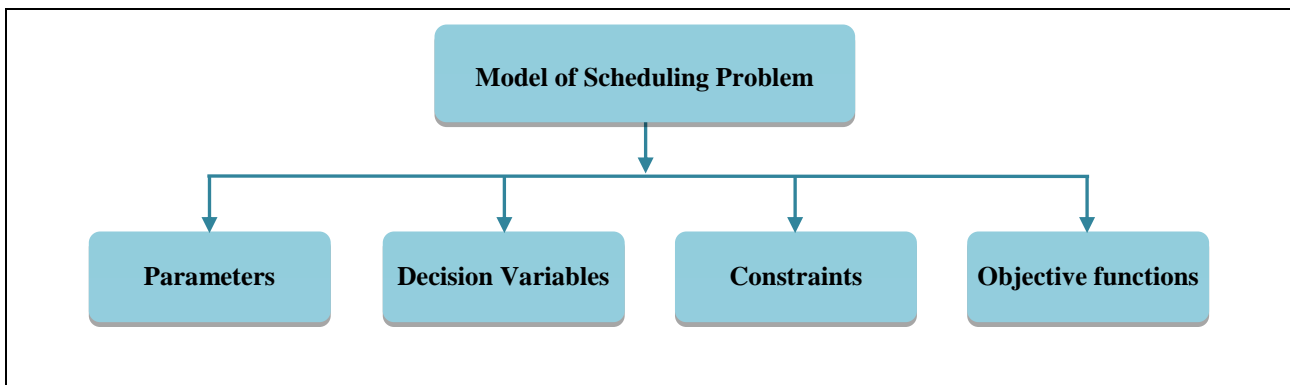 Model of Scheduling Problem
Parameters
Decision Variables
Constraints
Objective functions